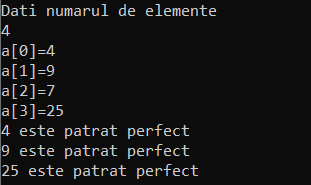 Dati numarul de elemente
4
a[0]=4
a[1]=9
a[2]=7
a[3]=25
4 este patrat perfect
9 este patrat perfect
25 este patrat perfect